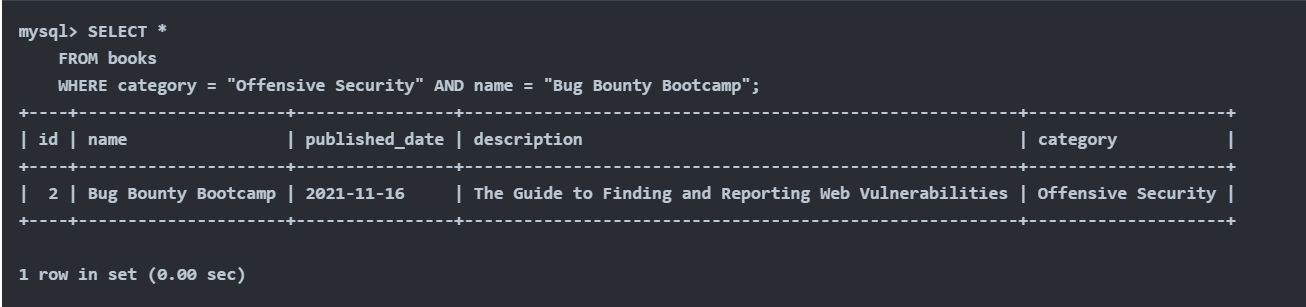 mysql> SELECT *
    FROM books
    WHERE category = "Offensive Security" AND name = "Bug Bounty Bootcamp";
+----+---------------------+----------------+--------------------------------------------------------+--------------------+
| id | name                | published_date | description                                            | category           |
+----+---------------------+----------------+--------------------------------------------------------+--------------------+
|  2 | Bug Bounty Bootcamp | 2021-11-16     | The Guide to Finding and Reporting Web Vulnerabilities | Offensive Security |
+----+---------------------+----------------+--------------------------------------------------------+--------------------+
1 row in set (0.00 sec)